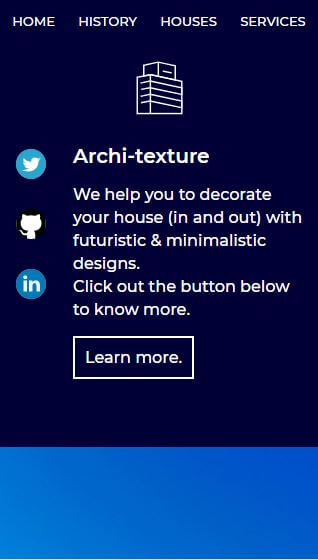 HOME HISTORY HOUSES SERVICES
Archi-texture
We help you to decorate
your house (in and out) with
futuristic & minimalistic
designs.
Click out the button below
to know more.
in
Learn more.